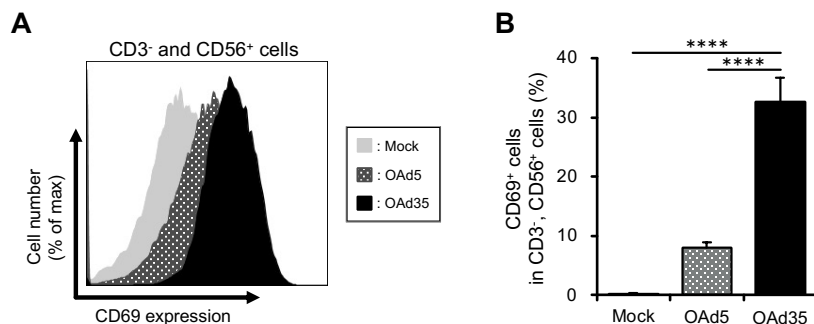 A
CD3- and CD56+ cells
Cell number
(% of max)
CD69 expression
: Mock
: OAd5
: OAd35
B
****
****
CD69+ cells
in CD3-, CD56+ cells (%)
40
30
20
10
0
Mock OAd5 OAd35